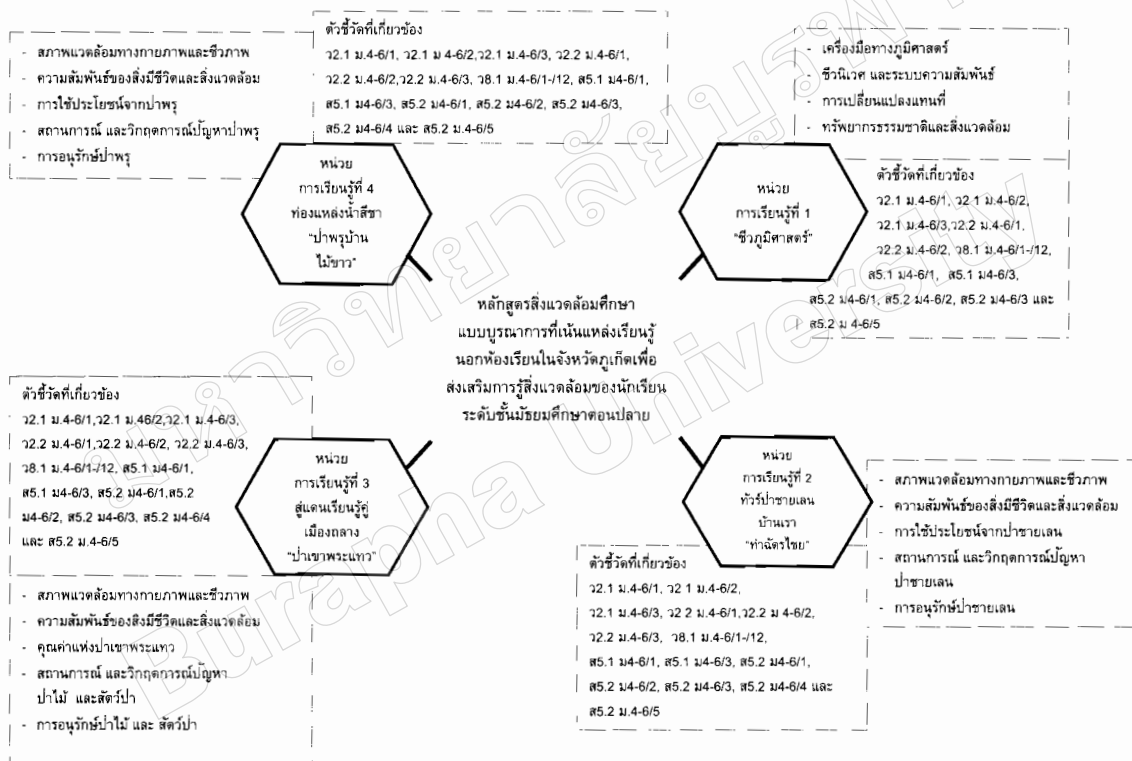 - สภาพแวดล้อมทางกายภาพและชีวภาพ
- ความสัมพันธ์ของสิ่งมีชีวิตและสิ่งแวดล้อม
- การใช้ประโยชน์จากป่าพรุ
- สถานการณ์ และวิกฤตการณ์ปัญหาป่าพรุ
- การอนุรักษ์ป่าพรุ
ตัวชี้วัดที่เกี่ยวข้อง
ว2.1 ม.4-6/1, ว2.1 ม 4-6/2,ว2.1 ม.4-6/3, ว2.2 ม.4-6/1,
ว2.2 ม.4-6/2,ว2.2 ม.4-6/3, ว8.1 ม.4-6/1-/12, ส5.1 ม4-6/1,
ส5.1 ม4-6/3, ส5.2 ม4-6/1, ส5.2 ม4-6/2, ส5.2 ม4-6/3,
ส5.2 ม4-6/4 และ ส5.2 ม.4-6/5
หน่วย
การเรียนรู้ที่ 4
ท่องแหล่งน้ำสีชา
"ป่าพรุบ้าน
ไม้ขาว"
- เครื่องมือทางภูมิศาสตร์
- ชีวนิเวศ และระบบความสัมพันธ์
- การเปลี่ยนแปลงแทนที่
- ทรัพยากรธรรมชาติและสิ่งแวดล้อม
หน่วย
การเรียนรู้ที่ 1
"ชีวภูมิศาสตร์"
ตัวชี้วัดที่เกี่ยวข้อง
ว2.1 ม.4-6/1, ว2.1 ม.4-6/2,
ว2.1 ม.4-6/3,ว2.2 ม.4-6/1,
ว2.2 ม.4-6/2, ว8.1 ม.4-6/1-/12,
ส5.1 ม4-6/1, ส5.1 ม4-6/3,
ส5.2 ม4-6/1, ส5.2 ม4-6/2, ส5.2 ม4-6/3 และ
ส5.2 ม 4-6/5
หลักสูตรสิ่งแวดล้อมศึกษา
แบบบูรณาการที่เน้นแหล่งเรียนรู้
นอกห้องเรียนในจังหวัดภูเก็ตเพื่อ
ส่งเสริมการรู้สิ่งแวดล้อมของนักเรียน
ระดับชั้นมัธยมศึกษาตอนปลาย
ตัวชี้วัดที่เกี่ยวข้อง
ว2.1 ม.4-6/1,ว2.1 ม.46/2,ว2.1 ม.4-6/3,
ว2.2 ม.4-6/1,ว2.2 ม.4-6/2, ว2.2 ม.4-6/3,
ว8.1 ม.4-6/1-/12, ส5.1 ม4-6/1,
ส5.1 ม4-6/3, ส5.2 ม4-6/1,ส5.2
ม4-6/2, ส5.2 ม4-6/3, ส5.2 ม4-6/4
และ ส5.2 ม.4-6/5
หน่วย
การเรียนรู้ที่ 3
สู่แดนเรียนรู้คู่
เมืองถลาง
"ป่าเขาพระแทว"
- สภาพแวดล้อมทางกายภาพและชีวภาพ
- ความสัมพันธ์ของสิ่งมีชีวิตและสิ่งแวดล้อม
- คุณค่าแห่งป่าเขาพระแทว
- สถานการณ์ และวิกฤตการณ์ปัญหา
ป่าไม้ และสัตว์ป่า
- การอนุรักษ์ป่าไม้ และ สัตว์ป่า
หน่วย
การเรียนรู้ที่ 2
ทัวร์ป่าชายเลน
บ้านเรา
"ท่าฉัตรไชย"
- สภาพแวดล้อมทางกายภาพและชีวภาพ
- ความสัมพันธ์ของสิ่งมีชีวิตและสิ่งแวดล้อม
- การใช้ประโยชน์จากป่าชายเลน
- สถานการณ์ และวิกฤตการณ์ปัญหา
ป่าชายเลน
- การอนุรักษ์ป่าชายเลน
ตัวชี้วัดที่เกี่ยวข้อง
ว2.1 ม.4-6/1, ว2 1 ม.4-6/2,
ว2.1 ม.4-6/3, ว2 2 ม.4-6/1,ว2.2 ม 4-6/2,
ว2.2 ม.4-6/3, ว8.1 ม.4-6/1-/12,
ส5.1 ม4-6/1, ส5.1 ม4-6/3, ส5.2 ม4-6/1,
ส5.2 ม4-6/2, ส5.2 ม4-6/3, ส5.2 ม4-6/4 และ
ส5.2 ม.4-6/5
มหาวิทยาลัยบูรพา
Burapha University